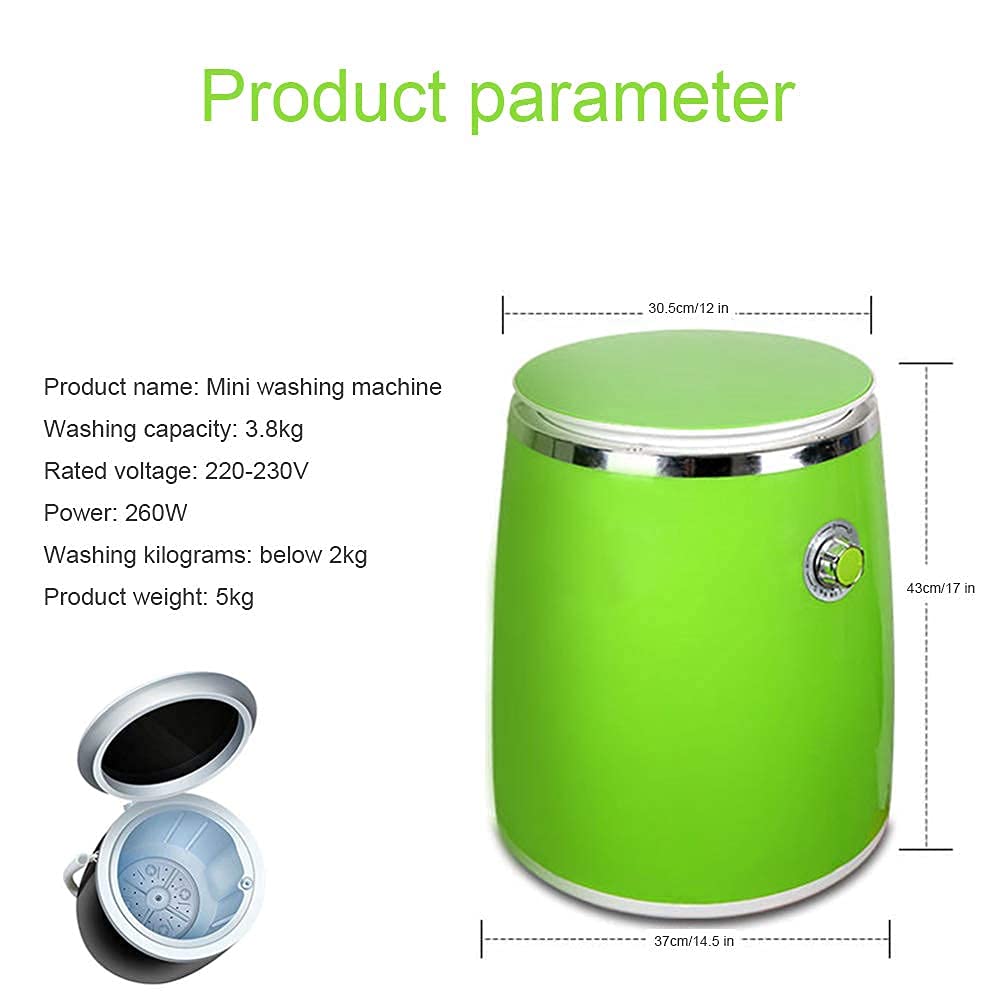 Product parameter
30.5cm/12 in
Product name: Mini washing machine
Washing capacity: 3.8kg
Rated voltage: 220-230V
Power: 260W
Washing kilograms: below 2kg
Product weight: 5kg
43cm/17 in
37cm/14.5 in